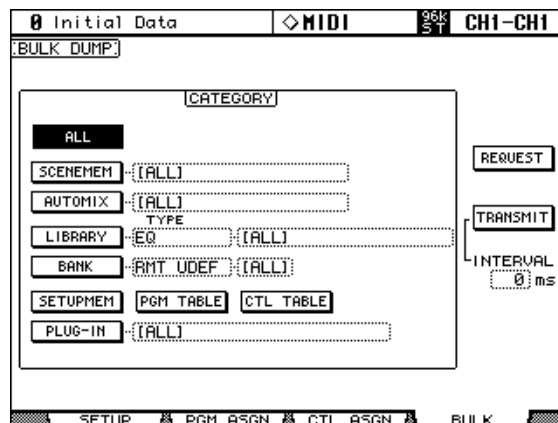 0 Initial Data ◇MIDI 96k ST CH1-CH1
BULK DUMP
CATEGORY
ALL
REQUEST
SCENEMEM [ALL]
AUTOMIX [ALL]
TYPE
TRANSMIT
LIBRARY EQ [ALL]
BANK RMT UDEF [ALL]
INTERVAL
0 ms
SETUPMEM PGM TABLE CTL TABLE
PLUG-IN [ALL]
SETUP PGM ASGN CTL ASGN BULK